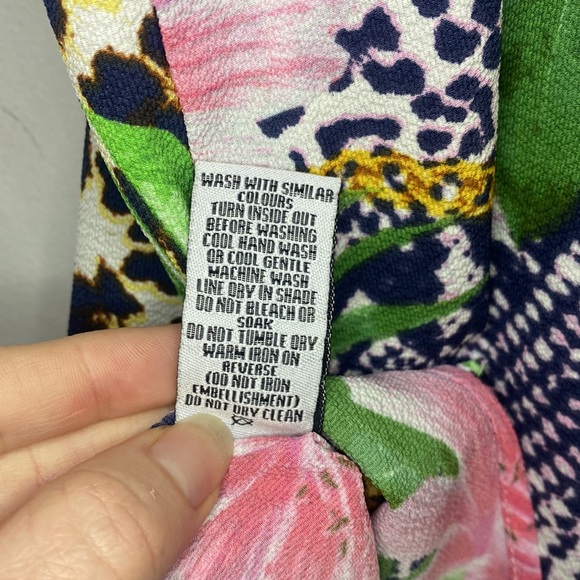 WASH WITH SIMILAR
COLOURS
TURN INSIDE OUT
BEFORE WASHING
COOL HAND WASH
OR COOL GENTLE
MACHINE WASH
LINE DRY IN SHADE
DO NOT BLEACH OR
SOAK
DO NOT TUMBLE DRY
WARM IRON ON
REVERSE
(DO NOT IRON
EMBELLISHMENT)
DO NOT DRY CLEAN